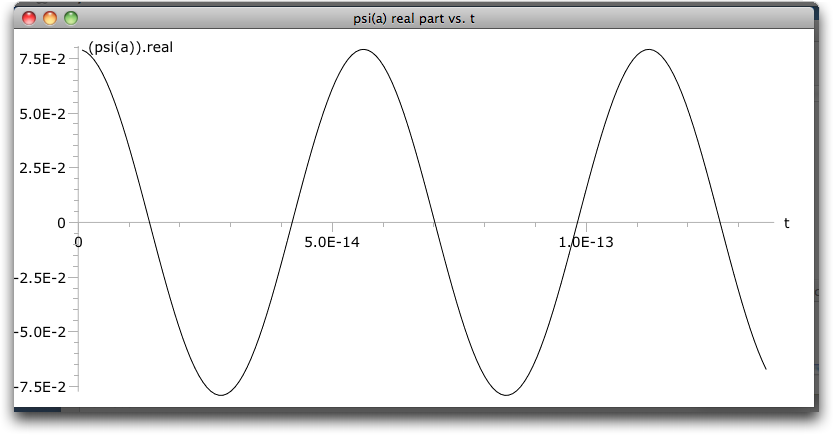 psi(a) real part vs. t
(psi(a)).real
7.5E-2
5.0E-2
2.5E-2
0
t
0
5.0E-14
1.0E-13
-2.5E-2
-5.0E-2
-7.5E-2